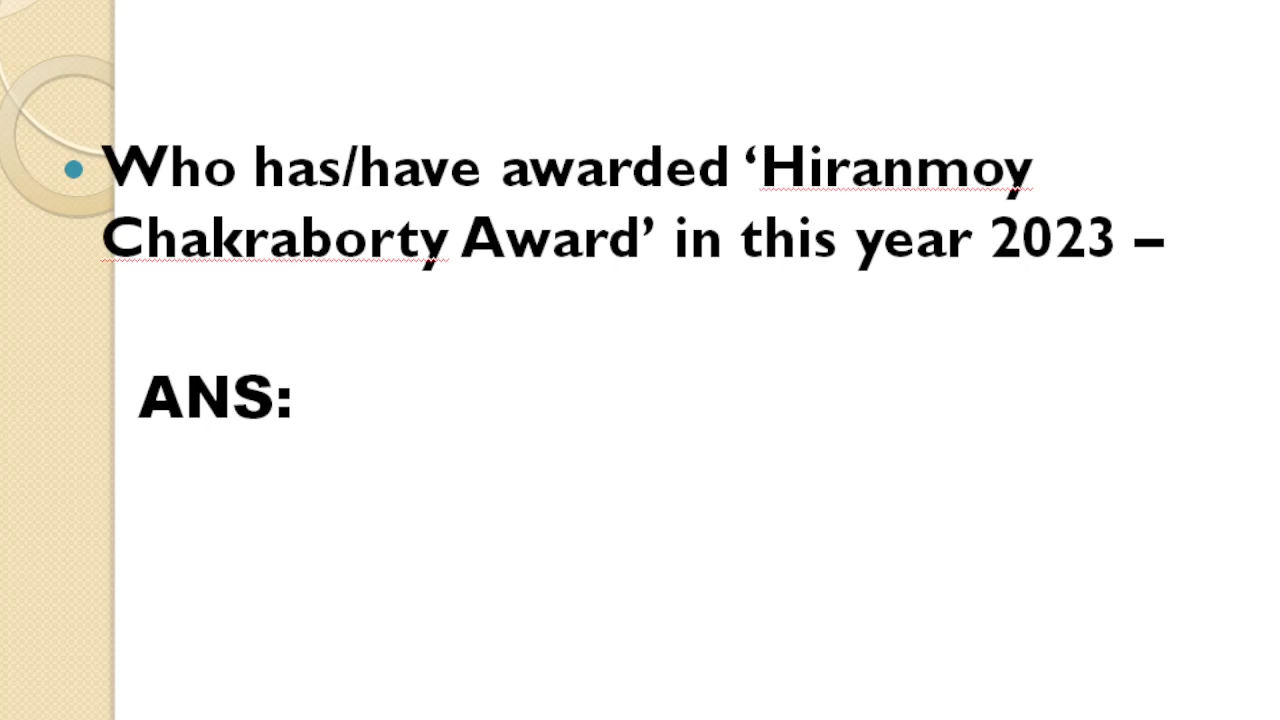 Who has/have awarded ‘Hiranmoy
Chakraborty Award’ in this year 2023 –
ANS: